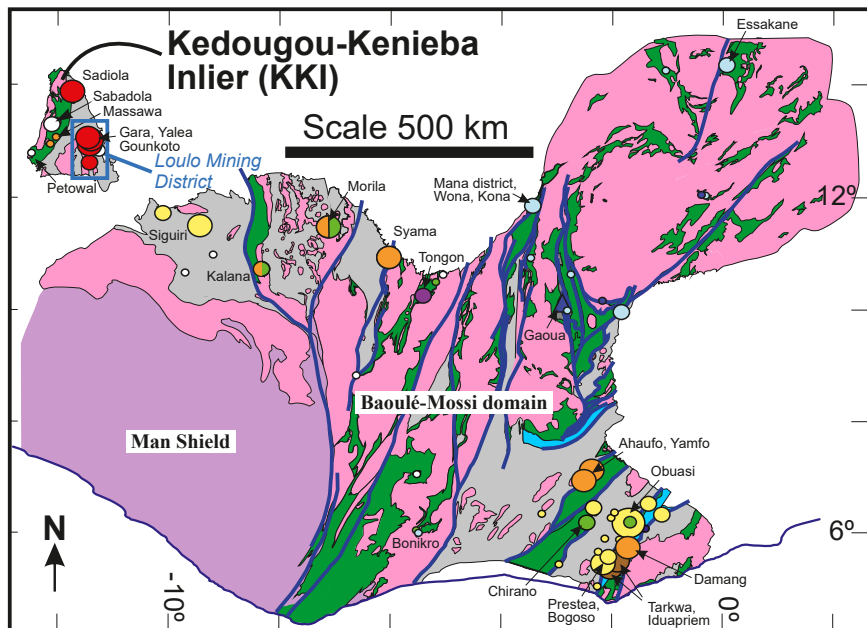 Kedougou-Kenieba
Inlier (KKI)
Essakane
Sadiola
Sabadola
Massawa
Gara, Yalea
Gounkoto
Loulo Mining
District
Petowal
Scale 500 km
Morila
Mana district,
Wona, Kona
12º
Siguiri
Syama
Kalana
Tongon
Gaoua
Baoulé-Mossi domain
Man Shield
Ahaufo, Yamfo
Obuasi
N
6º
Bonikro
-10º
Chirano
Prestea,
Bogoso
Tarkwa,
Iduapriem
Damang
0º